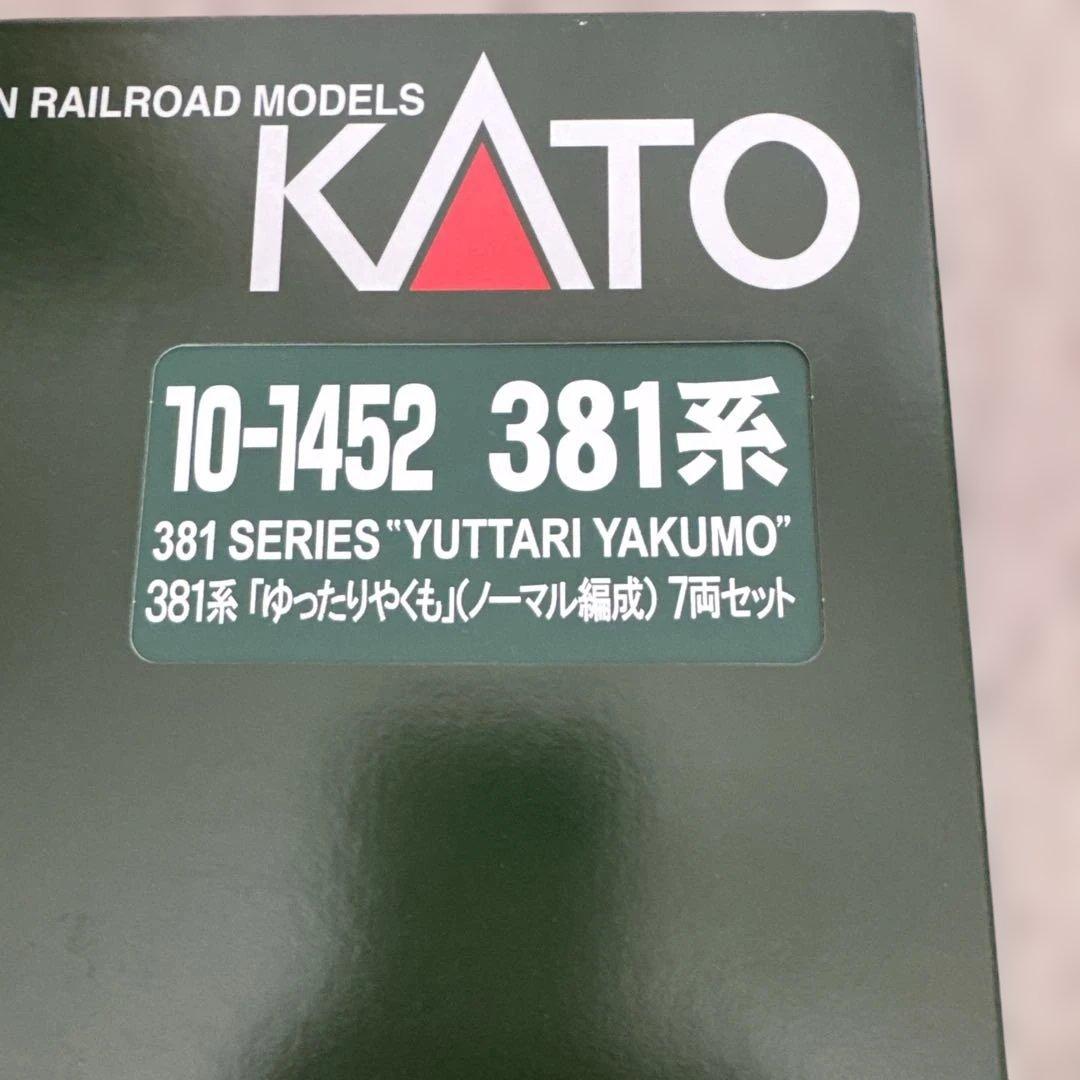 N RAILROAD MODELS
KATO
10-1452 381系
381 SERIES "YUTTARI YAKUMO"
381系「ゆったりやくも」(ノーマル編成) 7両セット